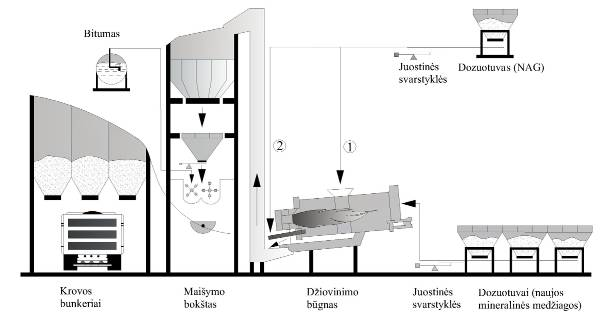 Bitumas
Juostinės
svarstyklės
Dozuotuvas (NAG)
2
1
Krovos
bunkeriai
Maišymo
bokštas
Džiovinimo
būgnas
Juostinės
svarstyklės
Dozuotuvai (naujos
mineralinės medžiagos)